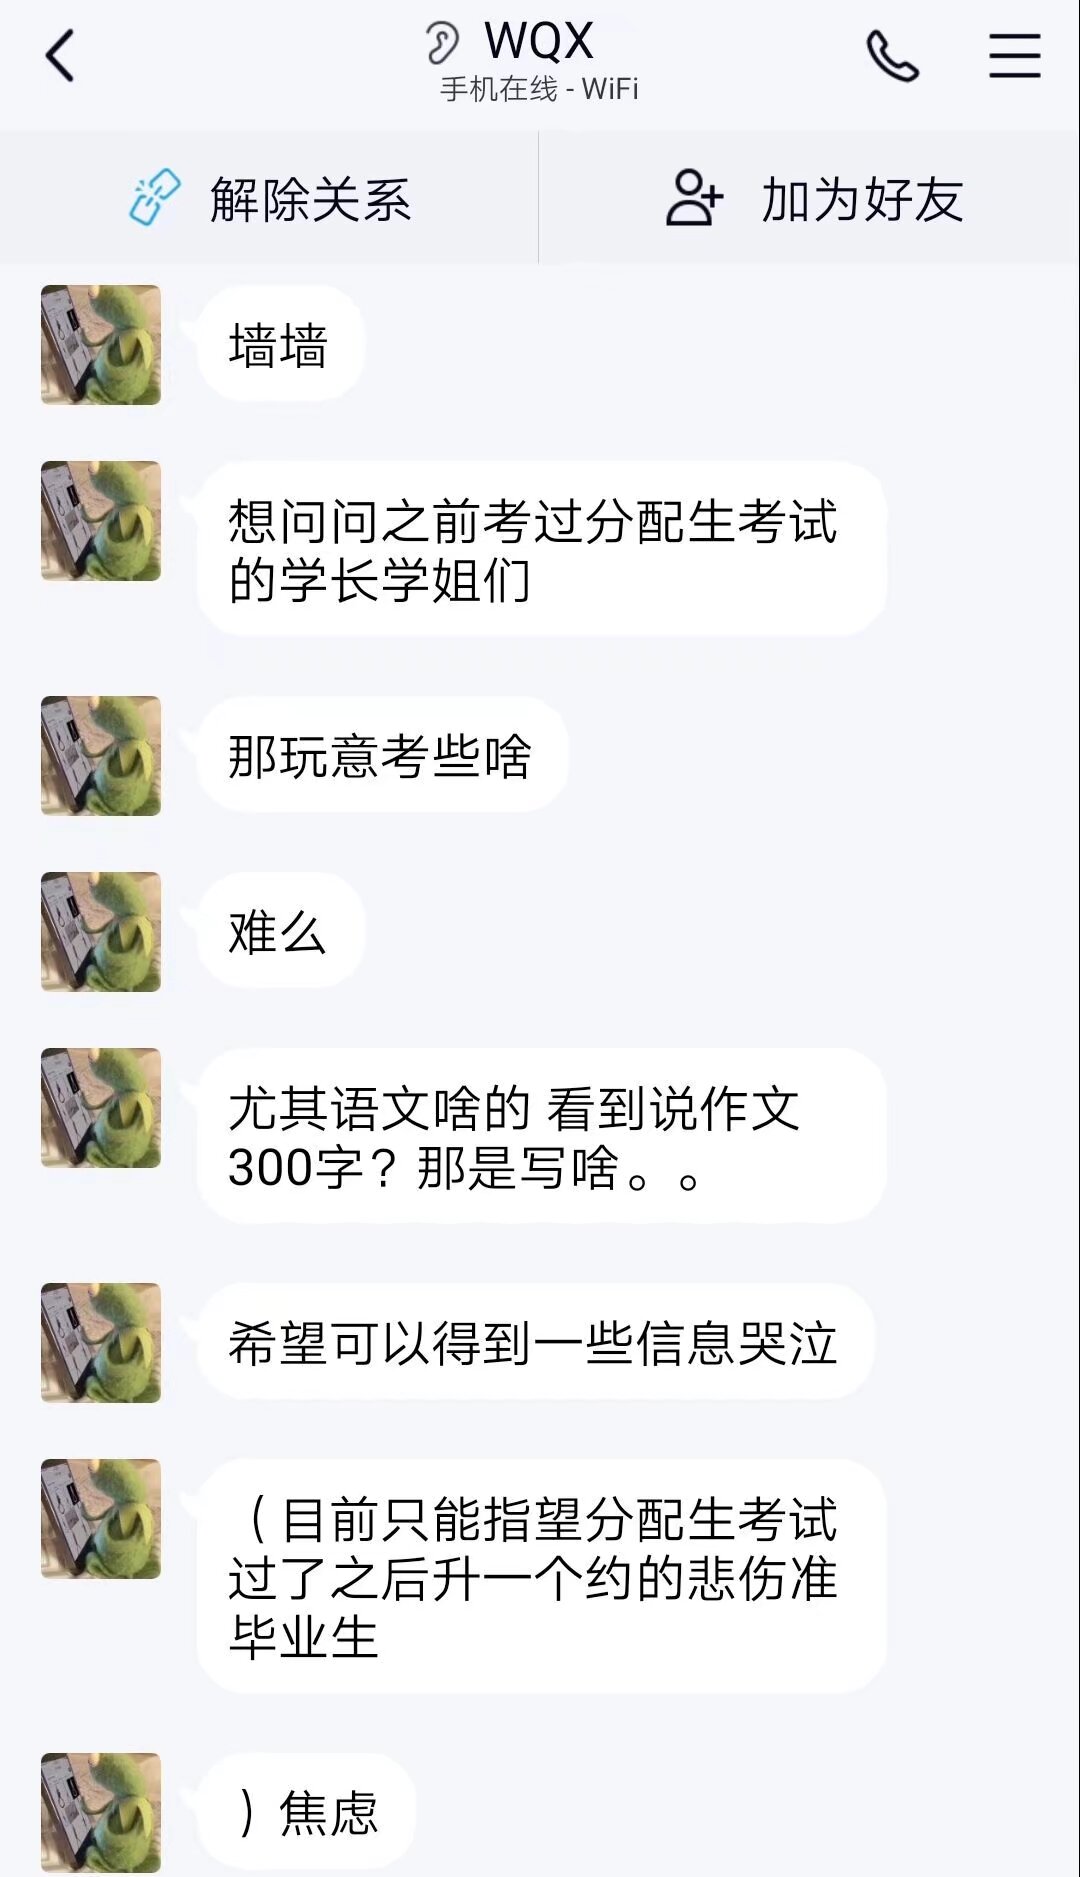 WQX
手机在线 - WiFi
解除关系
加为好友
墙墙
想问问之前考过分配生考试
的学长学姐们
那玩意考些啥
难么
尤其语文啥的 看到说作文
300字？那是写啥。。
希望可以得到一些信息哭泣
（目前只能指望分配生考试
过了之后升一个约的悲伤准
毕业生
）焦虑